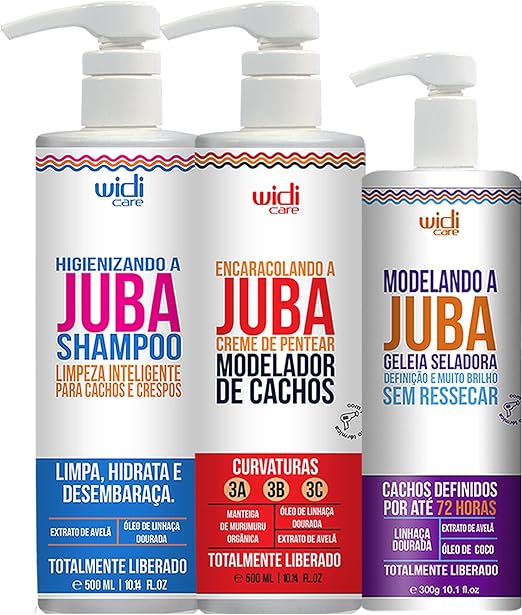 widi
care
HIGIENIZANDO A
JUBA
SHAMPOO
LIMPEZA INTELIGENTE
PARA CACHOS E CRESPOS
LIMPA, HIDRATA E
DESEMBARAÇA.
EXTRATO DE AVELÃ
ÓLEO DE LINHAÇA
DOURADA
TOTALMENTE LIBERADO
e 500 ML | 10.14 FL.OZ
widi
care
ENCARACOLANDO A
JUBA
CREME DE PENTEAR
MODELADOR
DE CACHOS
com
térmica
CURVATURAS
3A 3B 3C
MANTEIGA
DE MURUMURU
ORGÂNICA
ÓLEO DE LINHAÇA
DOURADA
EXTRATO DE AVELÃ
TOTALMENTE LIBERADO
e 500 ML | 10.14 FL.OZ
widi
care
MODELANDO A
JUBA
GELEIA SELADORA
DEFINIÇÃO E MUITO BRILHO
SEM RESSECAR
com
CACHOS DEFINIDOS
POR ATÉ 72 HORAS
LINHAÇA
DOURADA
EXTRATO DE AVELÃ
ÓLEO DE COCO
TOTALMENTE LIBERADO
e 300g 10.1 fl.oz